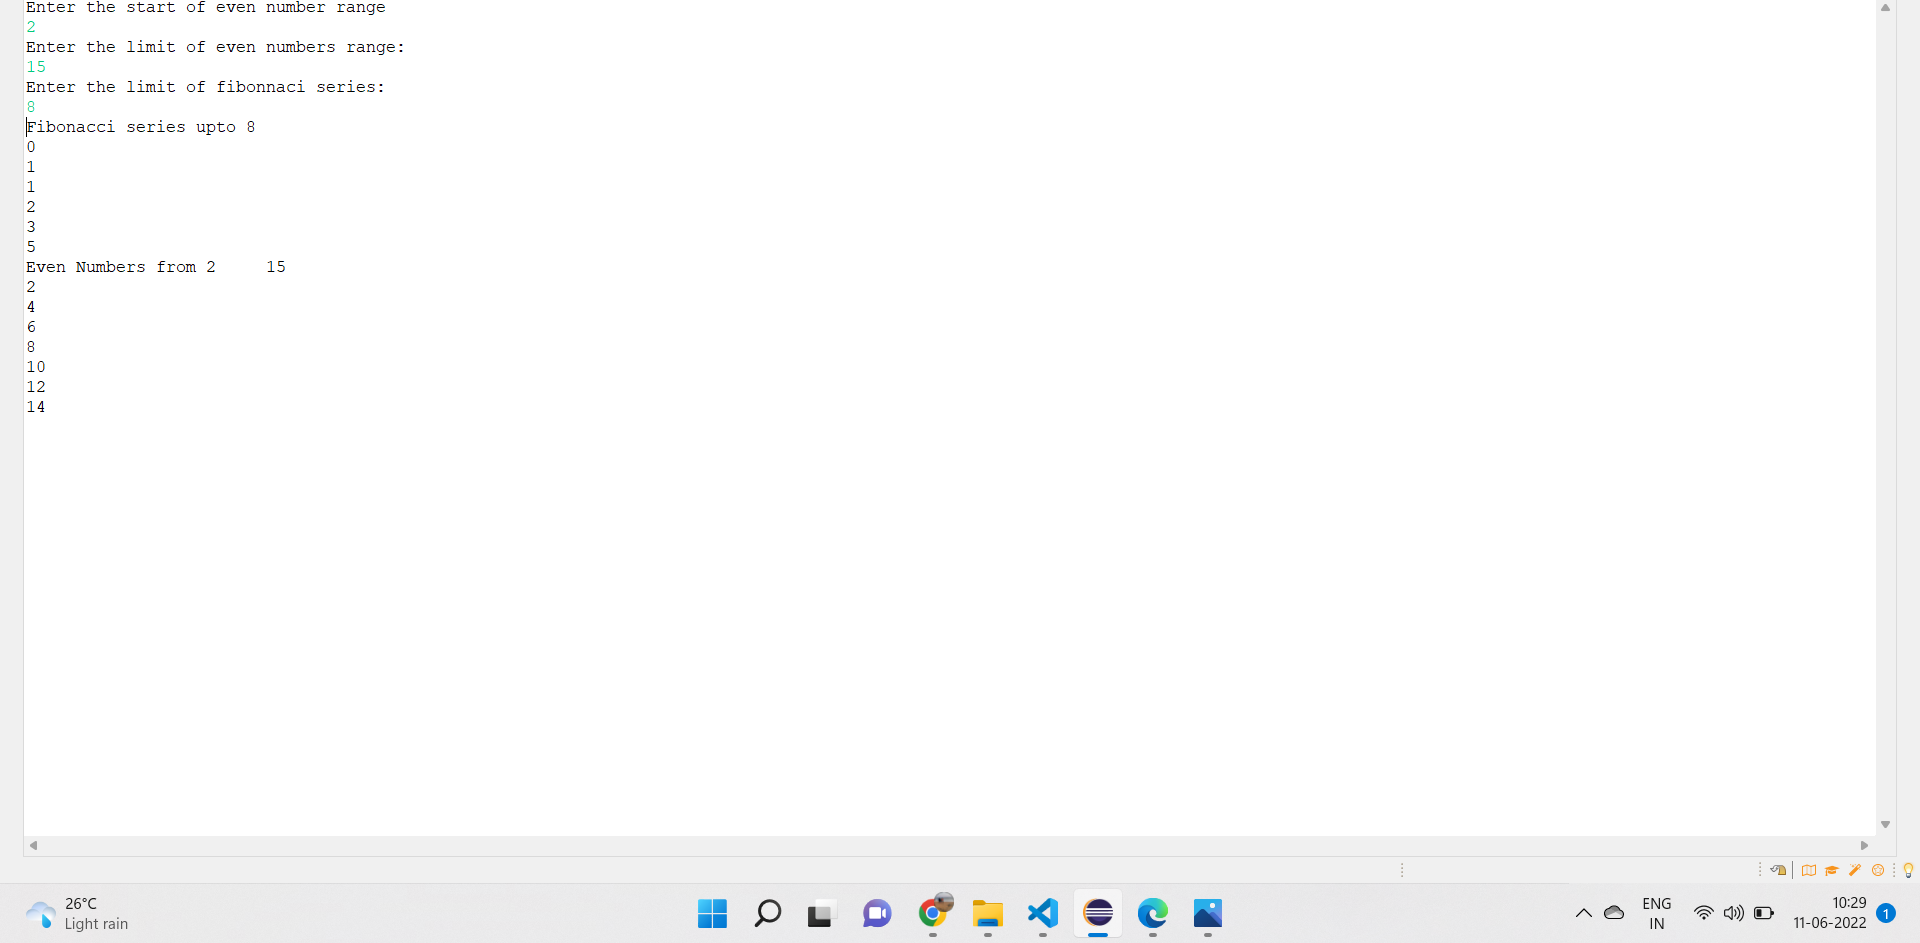 Enter the start of even number range
2
Enter the limit of even numbers range:
15
Enter the limit of fibonnaci series:
8
Fibonacci series upto 8
0
1
1
2
3
5
Even Numbers from 2     15
2
4
6
8
10
12
14
26°C
Light rain
ENG
IN
10:29
11-06-2022
1